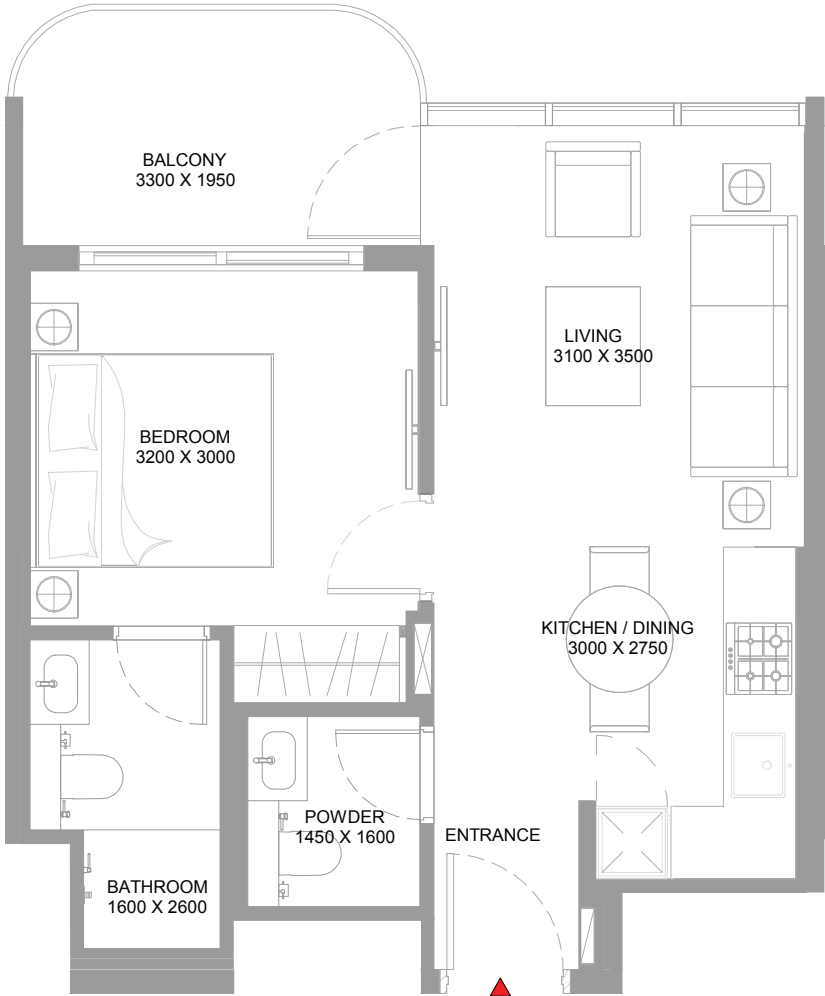 BALCONY
3300 X 1950
LIVING
3100 X 3500
BEDROOM
3200 X 3000
KITCHEN / DINING
3000 X 2750
POWDER
1450 X 1600
ENTRANCE
BATHROOM
1600 X 2600